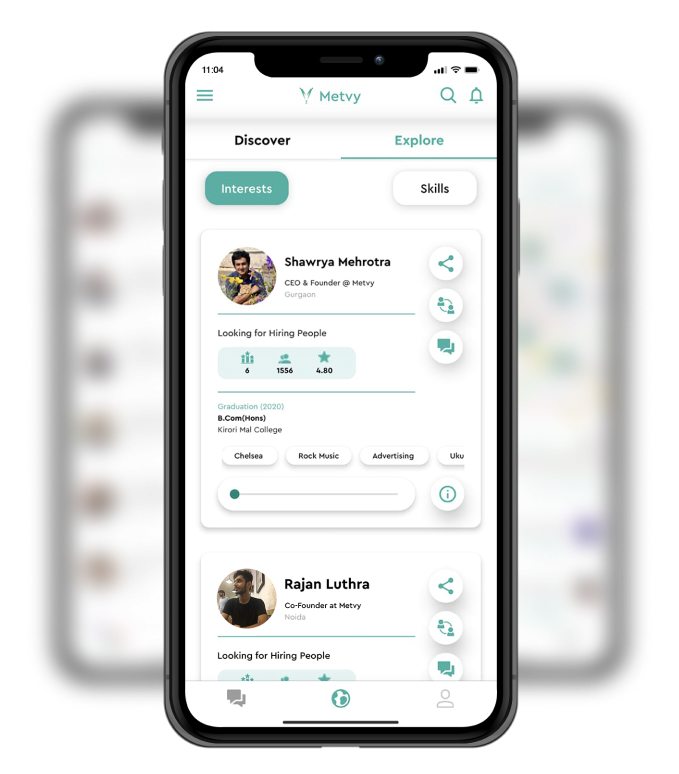 11:04
Metvy
Discover
Explore
Interests
Skills
Shawrya Mehrotra
CEO & Founder @ Metvy
Gurgaon
Looking for Hiring People
6
1556
4.80
Graduation (2020)
B.Com(Hons)
Kirori Mal College
Chelsea
Rock Music
Advertising
Uku
Rajan Luthra
Co-Founder at Metvy
Noida
Looking for Hiring People